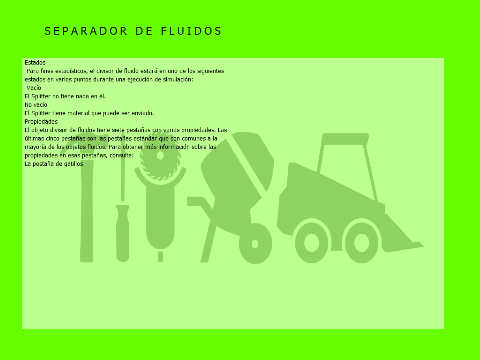 SEPARADOR DE FLUIDOS
Estados
Para fines estadísticos, el divisor de fluido estará en uno de los siguientes
estados en varios puntos durante una ejecución de simulación:
Vacío
El Splitter no tiene nada en él.
No vacío
El Splitter tiene material que puede ser enviado.
Propiedades
El objeto divisor de fluidos tiene siete pestañas con varias propiedades. Las
últimas cinco pestañas son las pestañas estándar que son comunes a la
mayoría de los objetos fluidos. Para obtener más información sobre las
propiedades en esas pestañas, consulte:
La pestaña de gatillos